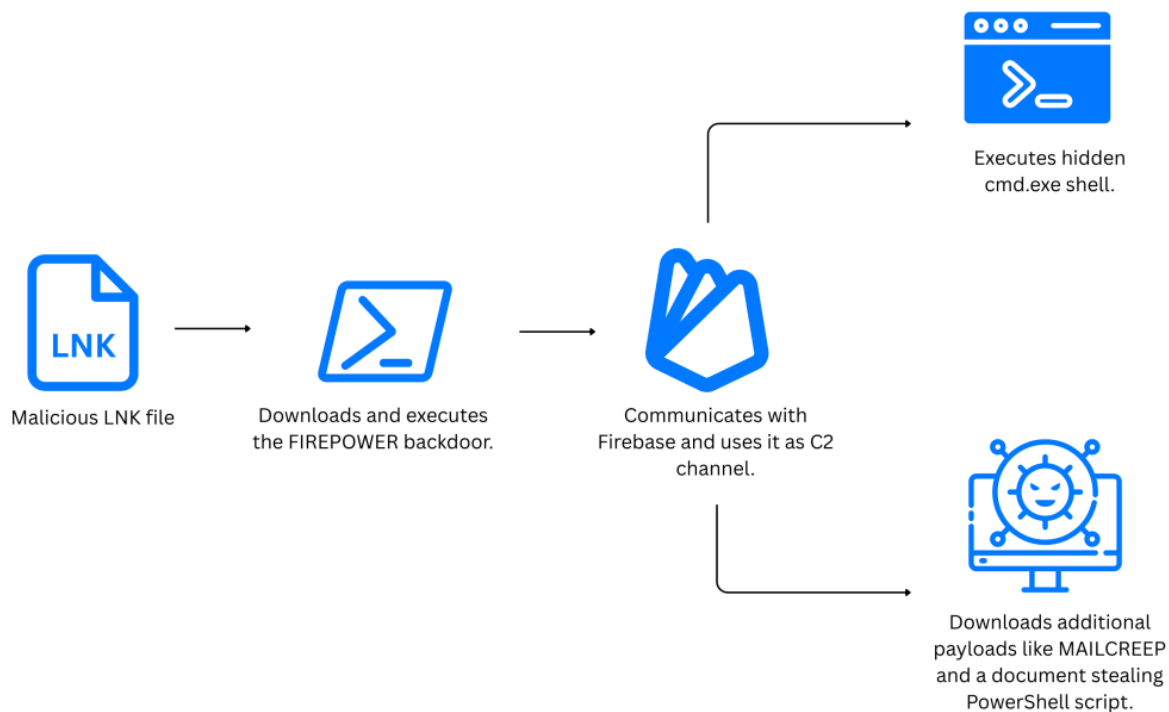 Executes hidden
cmd.exe shell.
LNK
Malicious LNK file
Downloads and executes
the FIREPOWER backdoor.
Communicates with
Firebase and uses it as C2
channel.
Downloads additional
payloads like MAILCREEP
and a document stealing
PowerShell script.